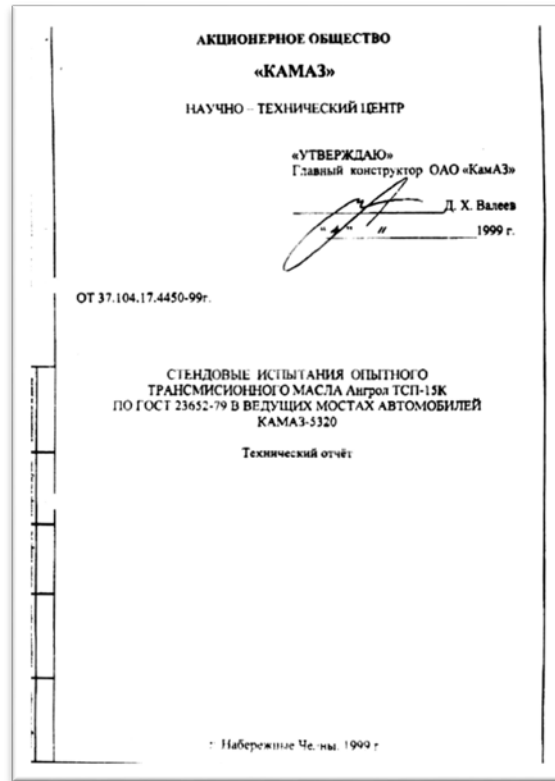 АКЦИОНЕРНОЕ ОБЩЕСТВО
«КАМАЗ»
НАУЧНО – ТЕХНИЧЕСКИЙ ЦЕНТР
«УТВЕРЖДАЮ»
Главный конструктор ОАО «КамАЗ»
Д. Х. Валеев
" " 1999 г.
ОТ 37.104.17.4450-99г.
СТЕНДОВЫЕ ИСПЫТАНИЯ ОПЫТНОГО
ТРАНСМИСИОННОГО МАСЛА Ангрол ТСП-15К
ПО ГОСТ 23652-79 В ВЕДУЩИХ МОСТАХ АВТОМОБИЛЕЙ
КАМАЗ-5320
Технический отчёт
г. Набережные Челны, 1999 г